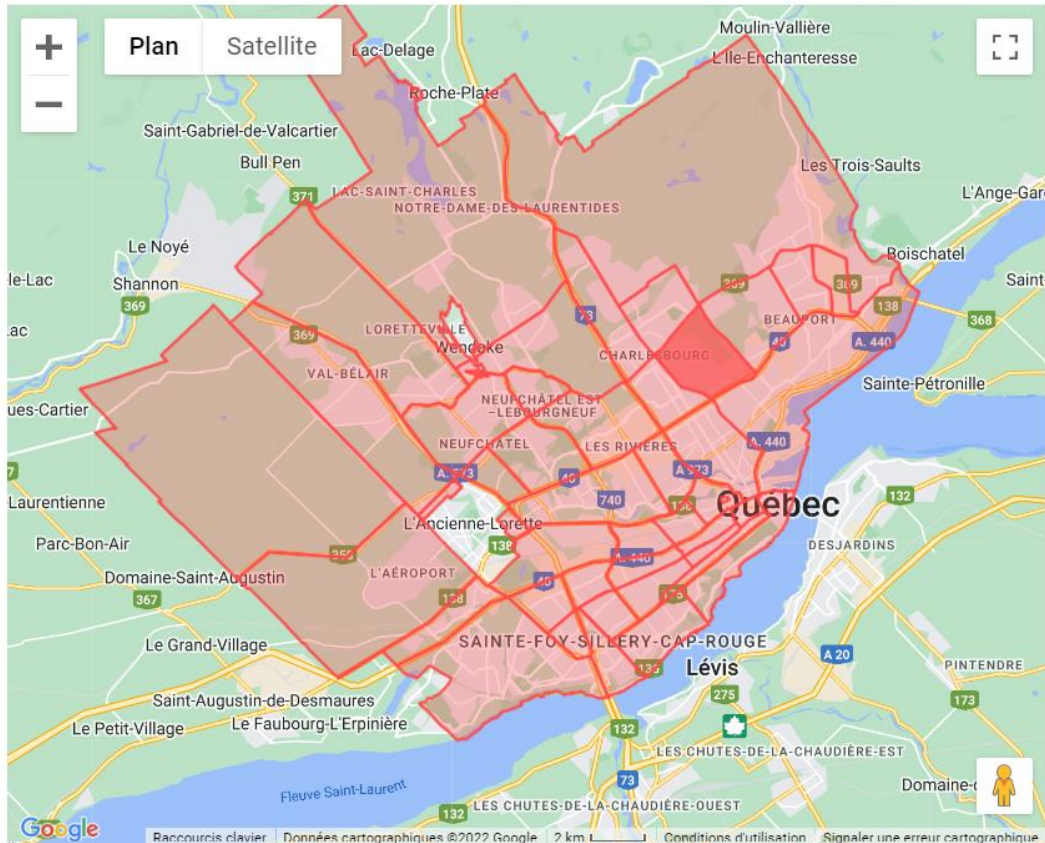 Plan
Satellite
Moulin-Vallière
L'Ile-Enchanteresse
Lac-Delage
Roche-Plate
Saint-Gabriel-de-Valcartier
Bull Pen
Les Trois-Saults
371
LAC-SAINT-CHARLES
L'Ange-Gar
NOTRE-DAME-DES-LAURENTIDES
Le Noyé
Boischatel
-le-Lac
Shannon
369
369
Saint-
369
138
73
368
Lac
369
LORETTEVILLE
BEAUPORT
Wendake
40
A. 440
CHARLESBOURG
VAL-BÉLAIR
Sainte-Pétronille
ues-Cartier
NEUFCHÂTEL EST
-LEBOURGNEUF
NEUFCHÂTEL
LES RIVIÈRES
A. 440
A 973
40
740
132
-Laurentienne
Québec
L'Ancienne-Lorette
138
Parc-Bon-Air
DESJARDINS
A. 440
L'AÉROPORT
Domaine-Saint-Augustin
40
367
138
Le Grand-Village
SAINTE-FOY-SILLERY-CAP-ROUGE
A 20
Lévis
PINTENDRE
275
173
Saint-Augustin-de-Desmaures
Le Petit-Village
Le Faubourg-L'Erpinière
132
LES CHUTES-DE-LA-CHAUDIÈRE-EST
73
Fleuve Saint-Laurent
Domaine-
LES CHUTES-DE-LA-CHAUDIÈRE-OUEST
132
Google
Raccourcis clavier
Données cartographiques ©2022 Google
2 km
Conditions d'utilisation
Signaler une erreur cartographique